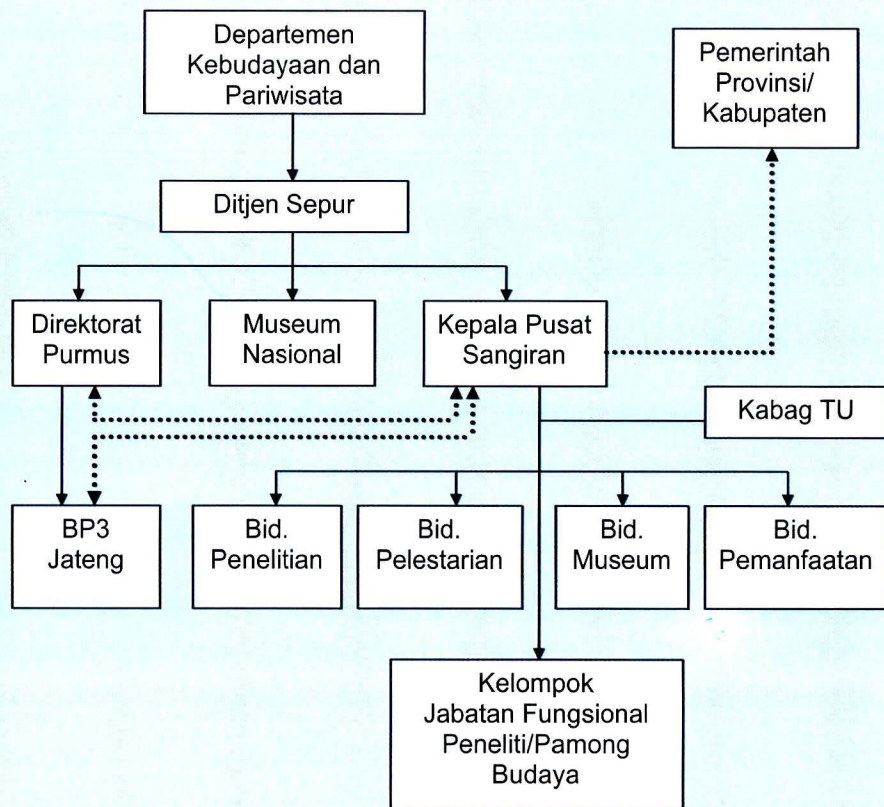 Departemen
Kebudayaan dan
Pariwisata
Pemerintah
Provinsi/
Kabupaten
Ditjen Sepur
Direktorat
Purmus
Museum
Nasional
Kepala Pusat
Sangiran
Kabag TU
BP3
Jateng
Bid.
Penelitian
Bid.
Pelestarian
Bid.
Museum
Bid.
Pemanfaatan
Kelompok
Jabatan Fungsional
Peneliti/Pamong
Budaya